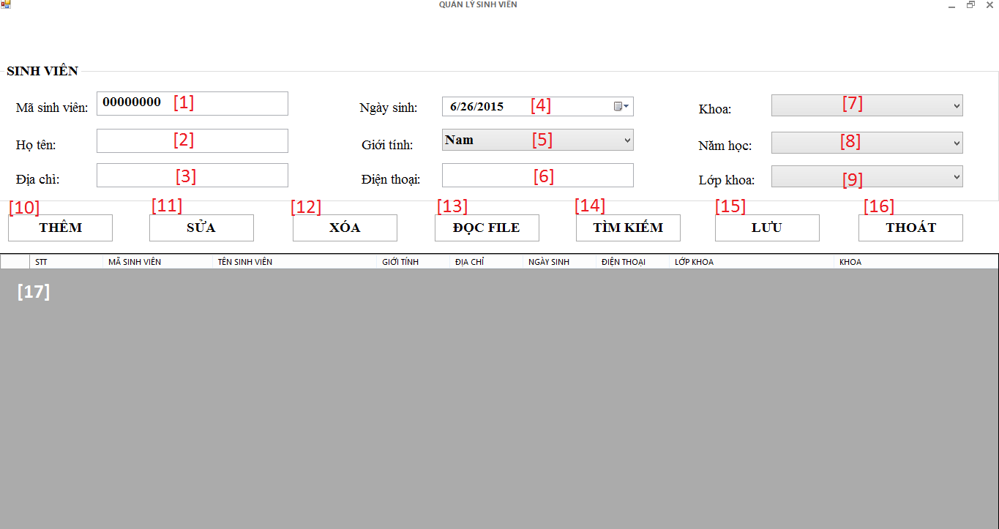 QUẢN LÝ SINH VIÊN
SINH VIÊN
Mã sinh viên: 00000000 [1] Ngày sinh: 6/26/2015 [4] Khoa: [7]
Họ tên: [2] Giới tính: Nam [5] Năm học: [8]
Địa chỉ: [3] Điện thoại: [6] Lớp khoa: [9]
[10] [11] [12] [13] [14] [15] [16]
THÊM SỬA XÓA ĐỌC FILE TÌM KIẾM LƯU THOÁT
STT MÃ SINH VIÊN TÊN SINH VIÊN GIỚI TÍNH ĐỊA CHỈ NGÀY SINH ĐIỆN THOẠI LỚP KHOA KHOA
[17]